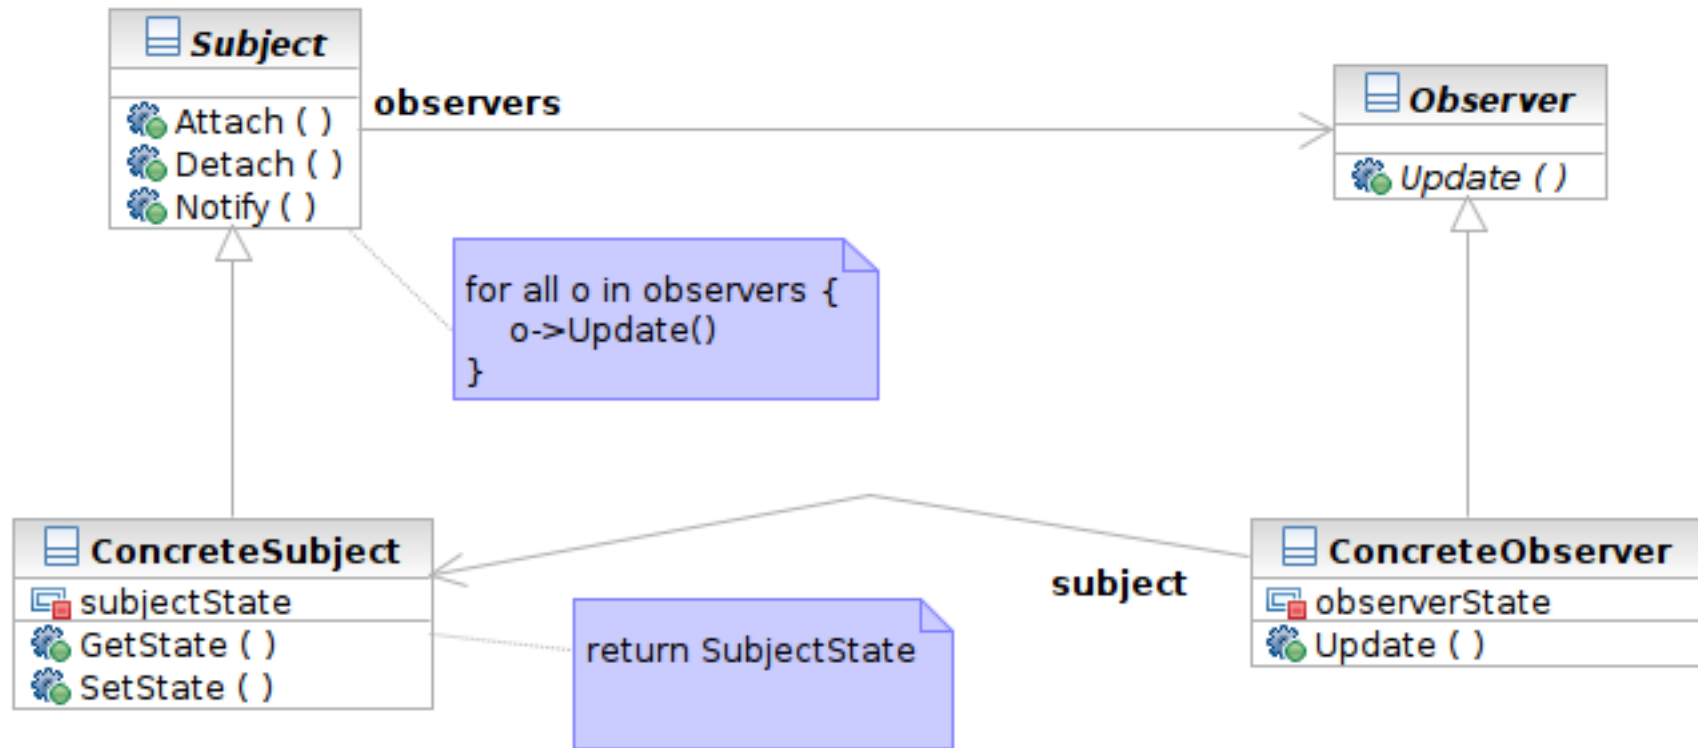 Subject
Attach ( )
Detach ( )
Notify ( )
observers
Observer
Update ( )
for all o in observers {
o->Update()
}
ConcreteSubject
subjectState
GetState ( )
SetState ( )
return SubjectState
subject
ConcreteObserver
observerState
Update ( )